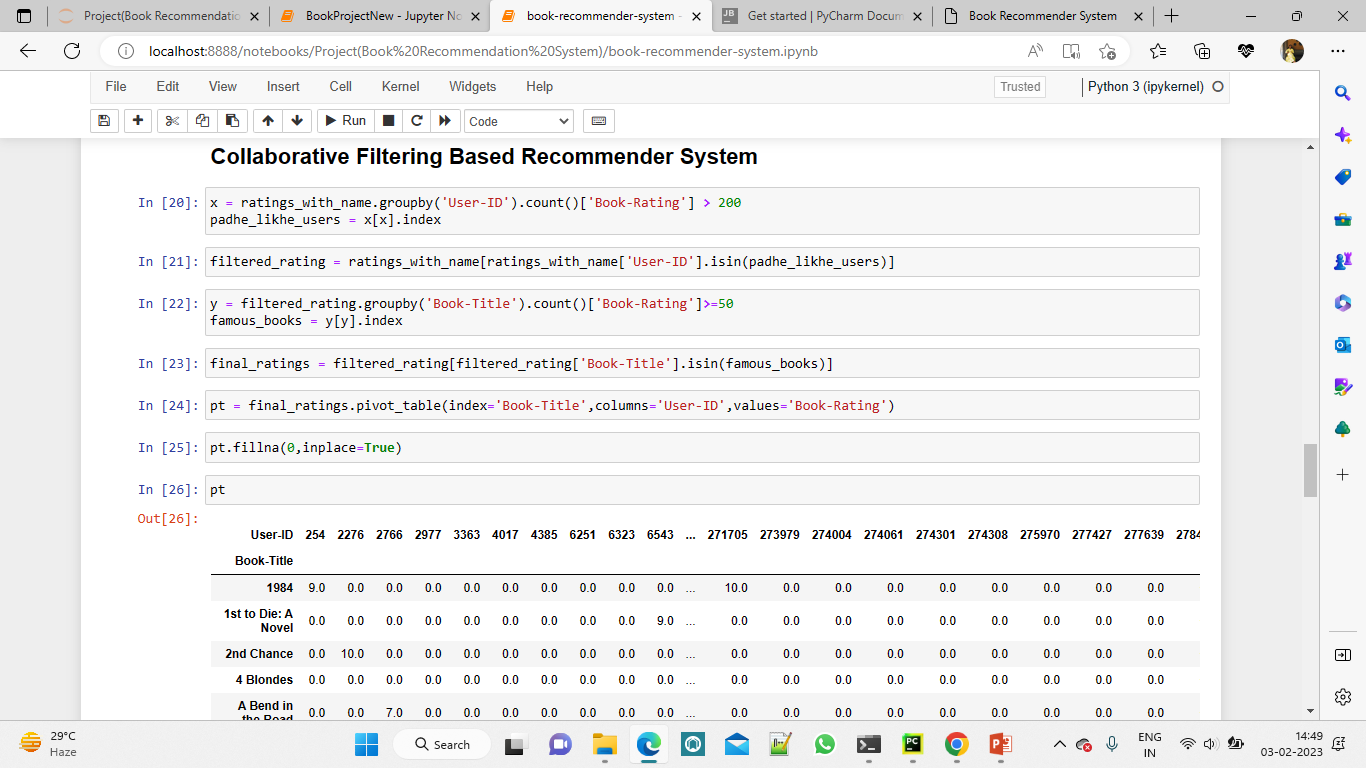 Project(Book Recommendatio
BookProjectNew - Jupyter No
book-recommender-system -
Get started | PyCharm Docum
Book Recommender System
localhost:8888/notebooks/Project(Book%20Recommendation%20System)/book-recommender-system.ipynb
File Edit View Insert Cell Kernel Widgets Help Trusted Python 3 (ipykernel)
Run Code
Collaborative Filtering Based Recommender System
In [20]: x = ratings_with_name.groupby('User-ID').count()['Book-Rating'] > 200
padhe_likhe_users = x[x].index
In [21]: filtered_rating = ratings_with_name[ratings_with_name['User-ID'].isin(padhe_likhe_users)]
In [22]: y = filtered_rating.groupby('Book-Title').count()['Book-Rating']>=50
famous_books = y[y].index
In [23]: final_ratings = filtered_rating[filtered_rating['Book-Title'].isin(famous_books)]
In [24]: pt = final_ratings.pivot_table(index='Book-Title',columns='User-ID',values='Book-Rating')
In [25]: pt.fillna(0,inplace=True)
In [26]: pt
Out[26]:
User-ID 254 2276 2766 2977 3363 4017 4385 6251 6323 6543 ... 271705 273979 274004 274061 274301 274308 275970 277427 277639 2784
Book-Title
1984 9.0 0.0 0.0 0.0 0.0 0.0 0.0 0.0 0.0 0.0 ... 10.0 0.0 0.0 0.0 0.0 0.0 0.0 0.0 0.0
1st to Die: A
Novel 0.0 0.0 0.0 0.0 0.0 0.0 0.0 0.0 0.0 9.0 ... 0.0 0.0 0.0 0.0 0.0 0.0 0.0 0.0 0.0
2nd Chance 0.0 10.0 0.0 0.0 0.0 0.0 0.0 0.0 0.0 0.0 ... 0.0 0.0 0.0 0.0 0.0 0.0 0.0 0.0 0.0
4 Blondes 0.0 0.0 0.0 0.0 0.0 0.0 0.0 0.0 0.0 0.0 ... 0.0 0.0 0.0 0.0 0.0 0.0 0.0 0.0 0.0
A Bend in
the Road 0.0 0.0 7.0 0.0 0.0 0.0 0.0 0.0 0.0 0.0 ... 0.0 0.0 0.0 0.0 0.0 0.0 0.0 0.0 0.0
29°C
Haze
Search
ENG
IN
14:49
03-02-2023